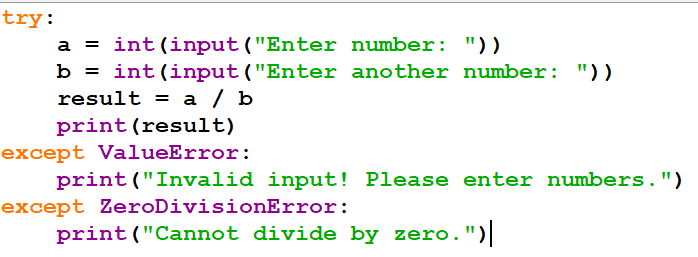 try:
    a = int(input("Enter number: "))
    b = int(input("Enter another number: "))
    result = a / b
    print(result)
except ValueError:
    print("Invalid input! Please enter numbers.")
except ZeroDivisionError:
    print("Cannot divide by zero.")